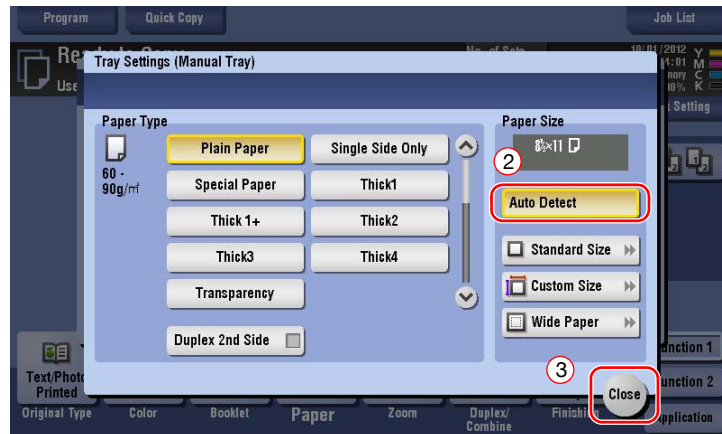 Program
Quick Copy
Job List
Tray Settings (Manual Tray)
Paper Type
Paper Size
60 -
90g/㎡
Plain Paper
Single Side Only
Special Paper
Thick1
Thick 1+
Thick2
Thick3
Thick4
Transparency
Duplex 2nd Side
8½×11
2
Auto Detect
Standard Size
Custom Size
Wide Paper
3
Close
Y
M
C
K
Setting
Text/Photo
Printed
Original Type
Color
Booklet
Paper
Zoom
Duplex/
Combine
Finishing
Function 1
Function 2
Application